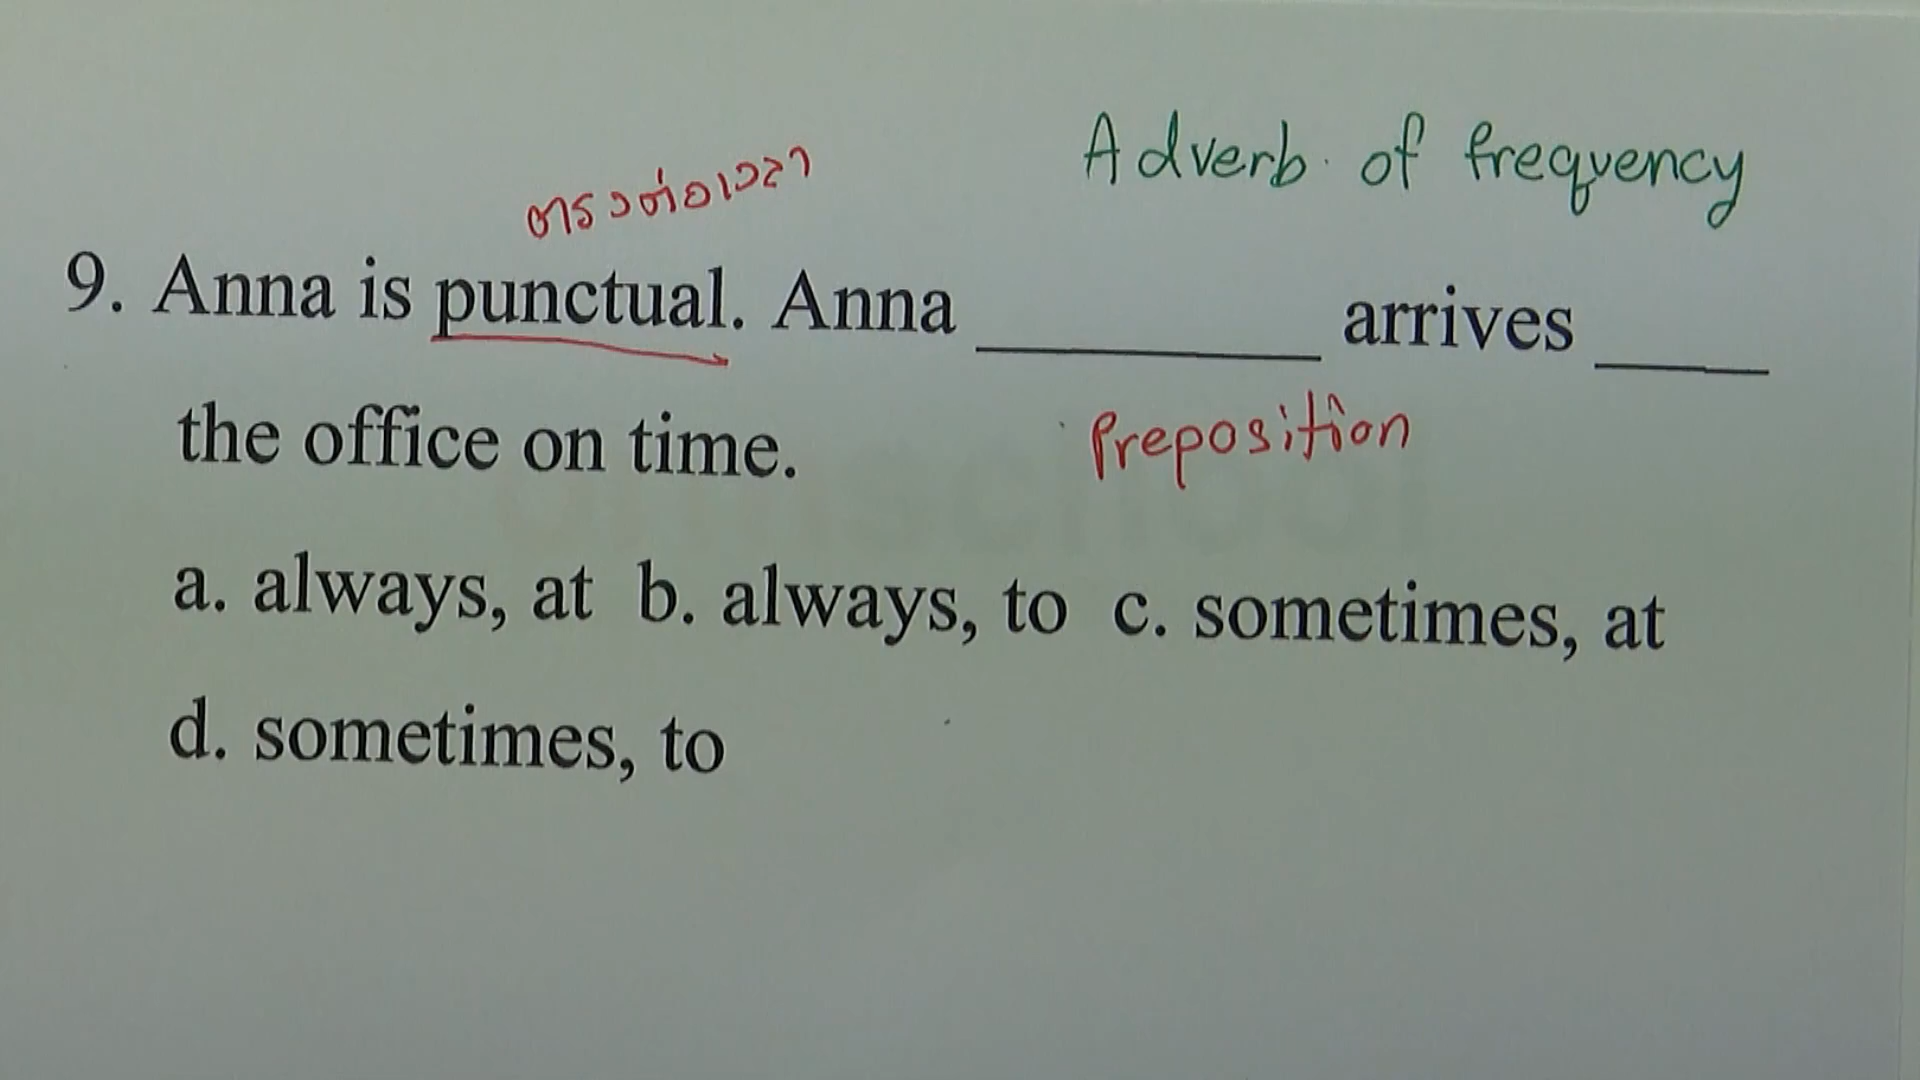 Adverb of frequency
ตรงต่อเวลา
9. Anna is punctual. Anna __________ arrives _____
the office on time.
Preposition
a. always, at b. always, to c. sometimes, at
d. sometimes, to